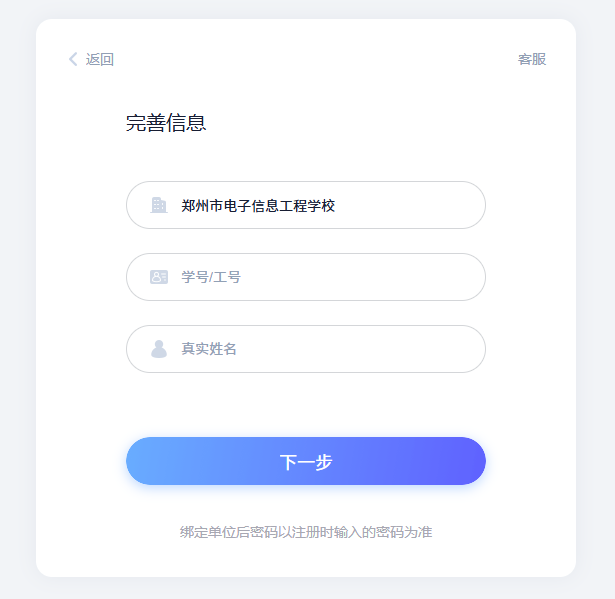 返回
客服
完善信息
郑州市电子信息工程学校
学号/工号
真实姓名
下一步
绑定单位后密码以注册时输入的密码为准